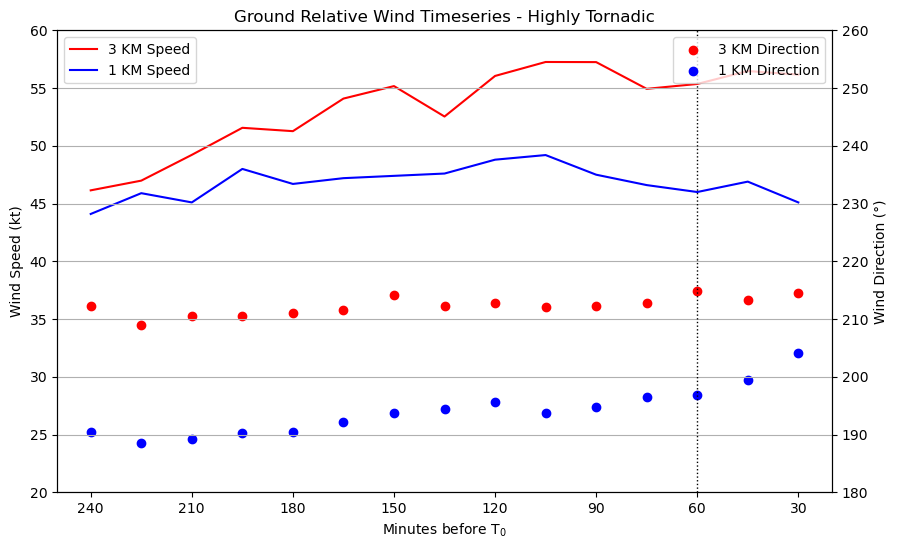 Ground Relative Wind Timeseries - Highly Tornadic
3 KM Speed
1 KM Speed
3 KM Direction
1 KM Direction
60
55
50
45
40
35
30
25
20
Wind Speed (kt)
260
250
240
230
220
210
200
190
180
Wind Direction (°)
240 210 180 150 120 90 60 30
Minutes before T₀